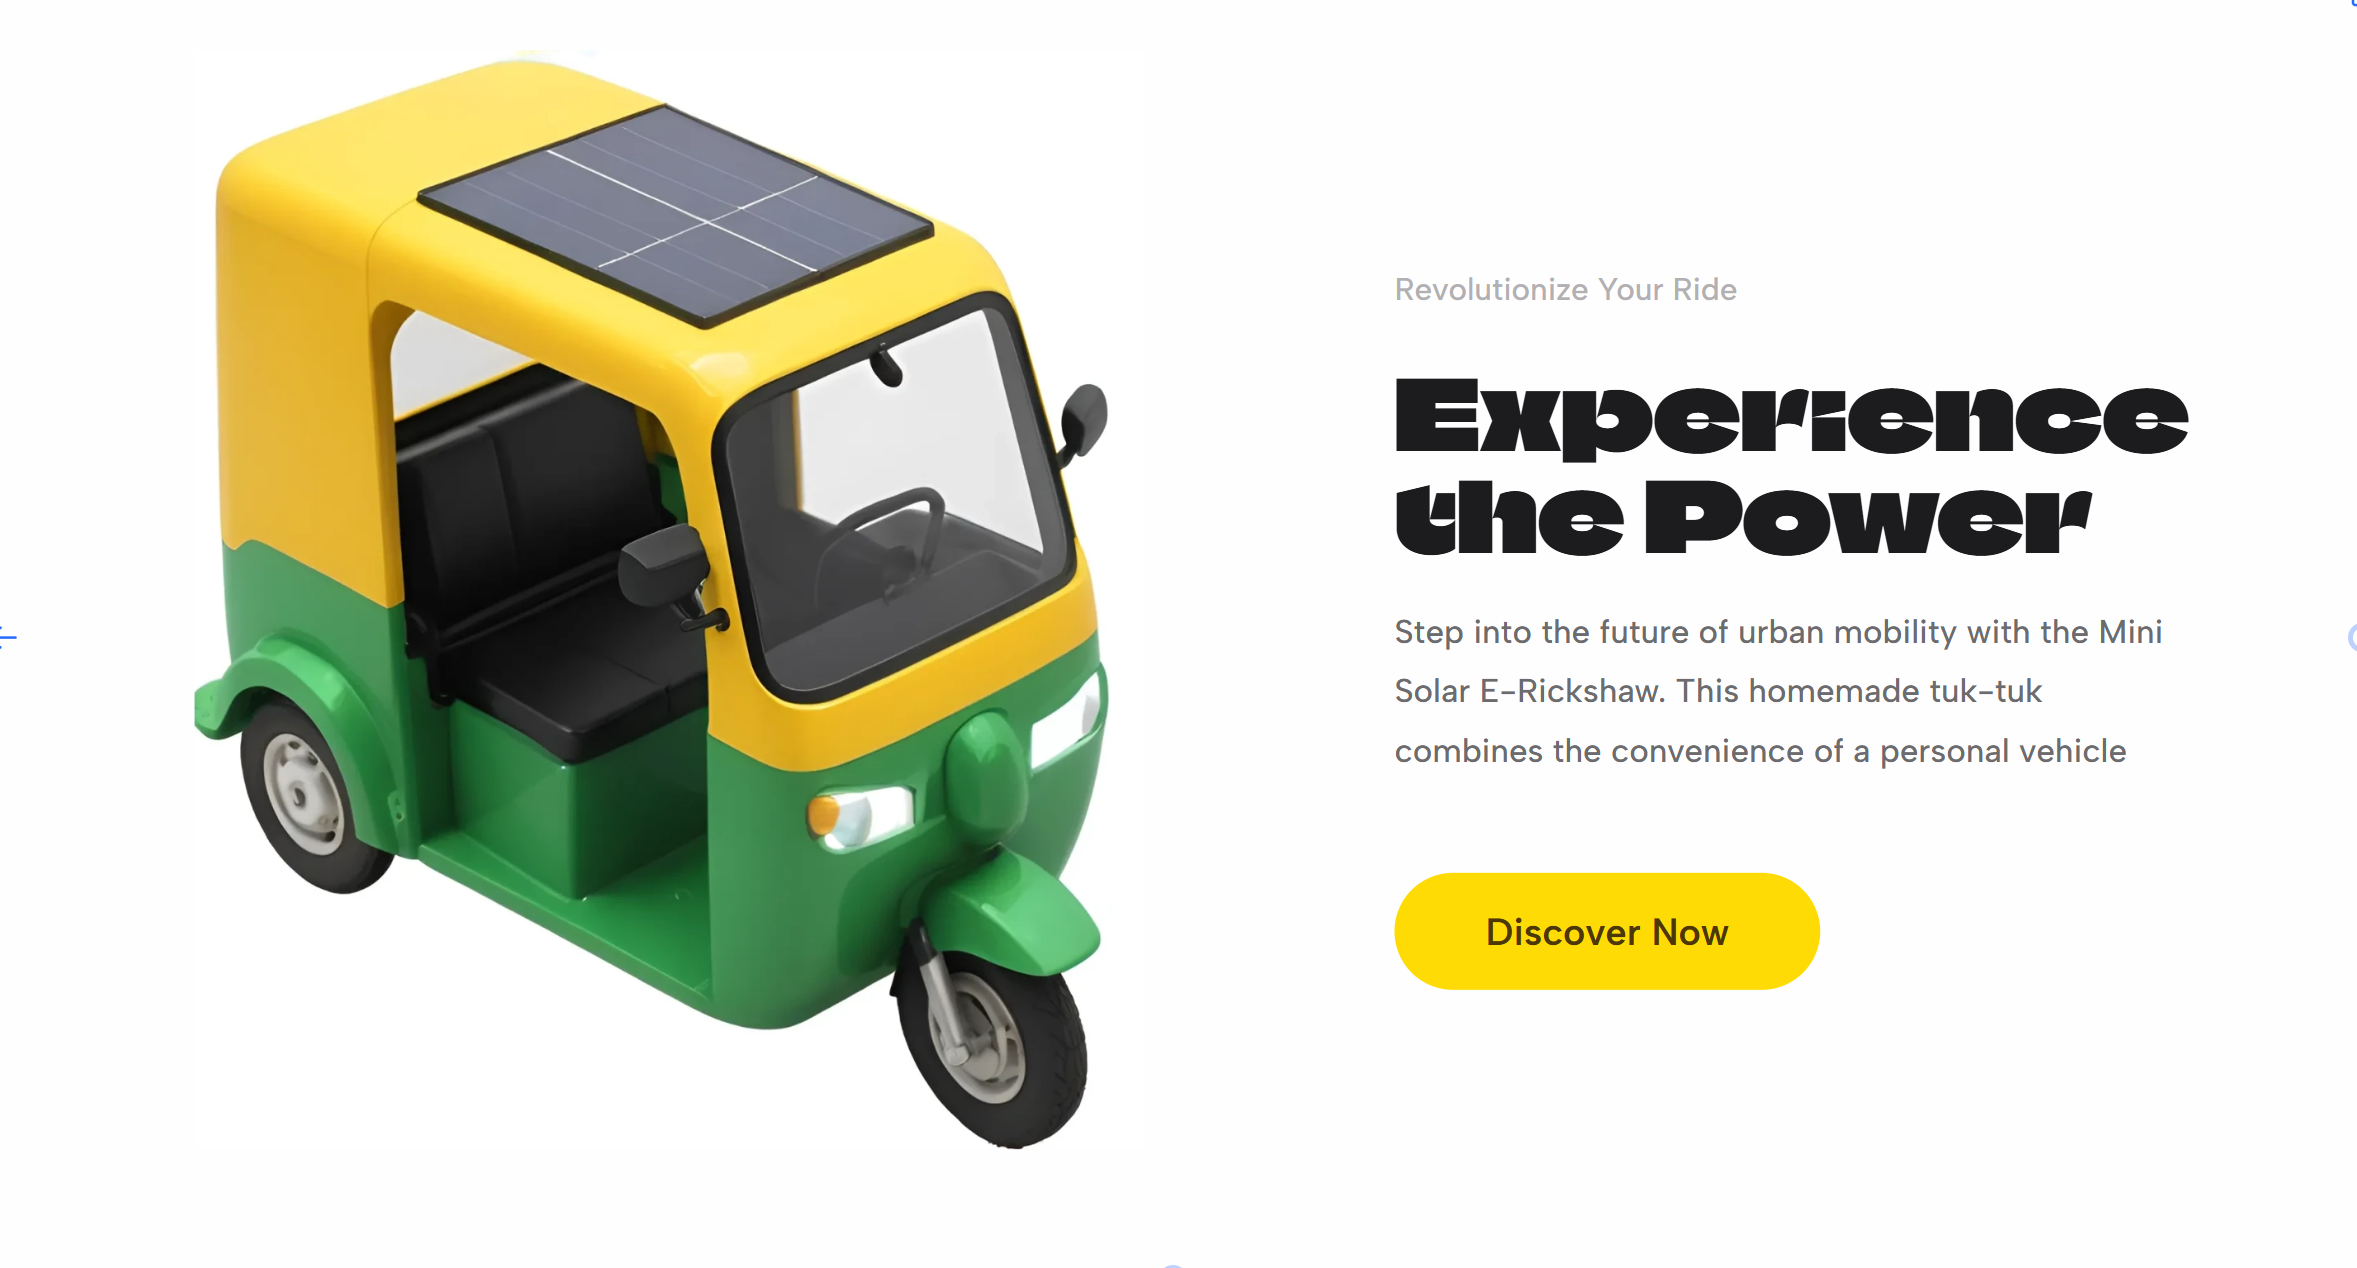 Revolutionize Your Ride
Experience
the Power
Step into the future of urban mobility with the Mini
Solar E-Rickshaw. This homemade tuk-tuk
combines the convenience of a personal vehicle
Discover Now